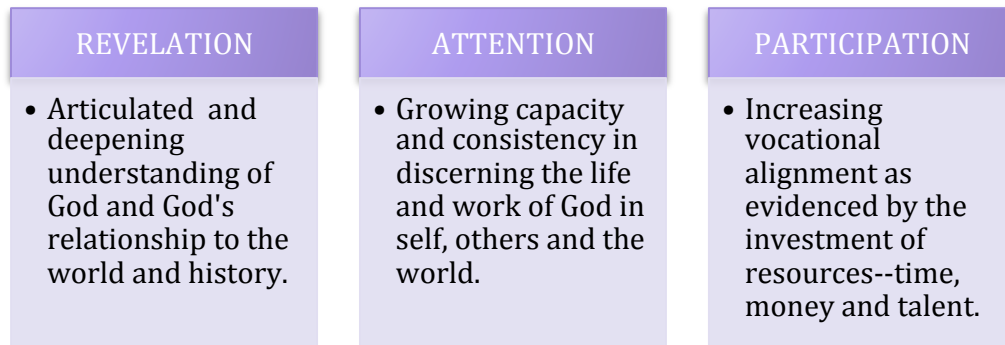 REVELATION
• Articulated and
deepening
understanding of
God and God's
relationship to the
world and history.
ATTENTION
• Growing capacity
and consistency in
discerning the life
and work of God in
self, others and the
world.
PARTICIPATION
• Increasing
vocational
alignment as
evidenced by the
investment of
resources--time,
money and talent.